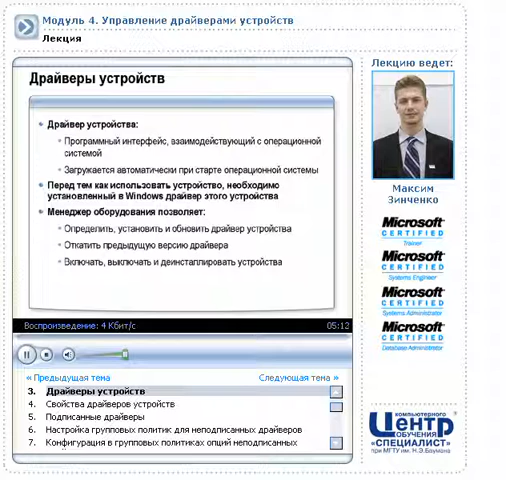 Модуль 4. Управление драйверами устройств
Лекция
Драйверы устройств
Драйвер устройства:
Программный интерфейс, взаимодействующий с операционной
системой
Загружается автоматически при старте операционной системы
Перед тем как использовать устройство, необходимо
установленный в Windows драйвер этого устройства
Менеджер оборудования позволяет:
Определить, установить и обновить драйвер устройства
Откатить предыдущую версию драйвера
Включать, выключать и деинсталлировать устройства
Воспроизведение: 4 Кбит/с
05:12
« Предыдущая тема
Следующая тема »
3. Драйверы устройств
4. Свойства драйверов устройств
5. Подписанные драйверы
6. Настройка групповых политик для неподписанных драйверов
7. Конфигурация в групповых политиках опций неподписанных
Лекцию ведет:
Максим
Зинченко
Microsoft
CERTIFIED
Trainer
Microsoft
CERTIFIED
Systems Engineer
Microsoft
CERTIFIED
Systems Administrator
Microsoft
CERTIFIED
Database Administrator
компьютерного
Центр
ОБУЧЕНИЯ
«СПЕЦИАЛИСТ»
при МГТУ им. Н.Э.Баумана